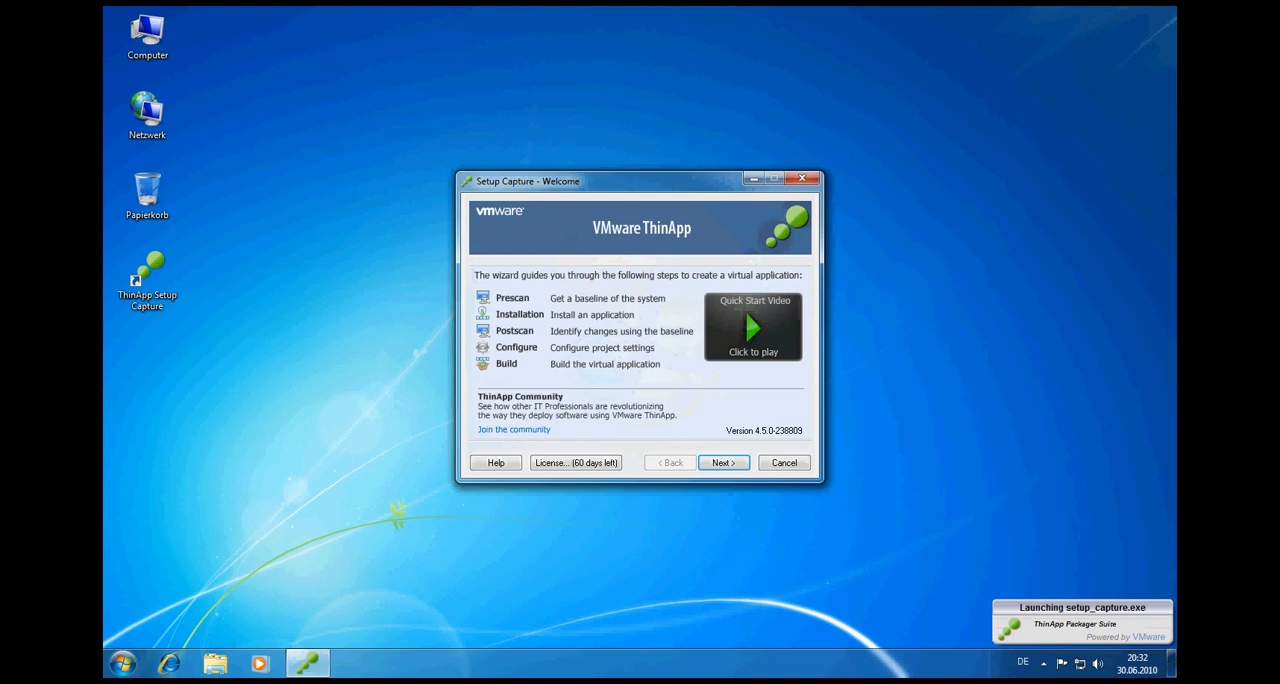 Computer
Netzwerk
Papierkorb
ThinApp Setup
Capture
Setup Capture - Welcome
vmware
VMware ThinApp
The wizard guides you through the following steps to create a virtual application:
Prescan Get a baseline of the system
Installation Install an application
Postscan Identify changes using the baseline
Configure Configure project settings
Build Build the virtual application
Quick Start Video
Click to play
ThinApp Community
See how other IT Professionals are revolutionizing
the way they deploy software using VMware ThinApp.
Join the community
Version 4.5.0-238809
Help License... (60 days left) < Back Next > Cancel
Launching setup_capture.exe
ThinApp Packager Suite
Powered by VMware
DE
20:32
30.06.2010